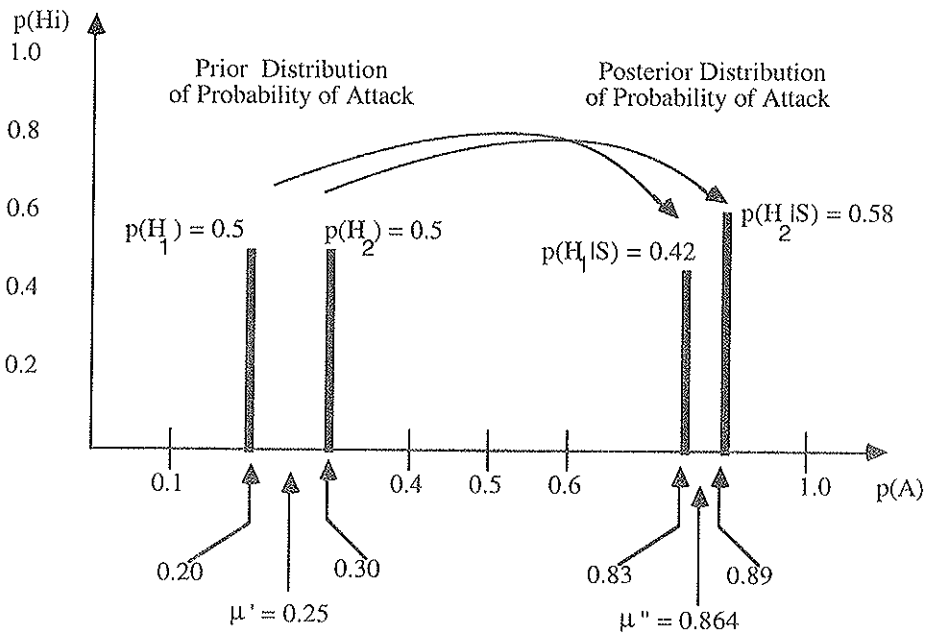 p(Hi)
1.0
Prior Distribution
of Probability of Attack
Posterior Distribution
of Probability of Attack
0.8
0.6
p(H1) = 0.5
p(H2) = 0.5
p(H1|S) = 0.42
p(H2|S) = 0.58
0.4
0.2
0.1
0.4
0.5
0.6
1.0
p(A)
0.20
0.30
0.83
0.89
μ' = 0.25
μ" = 0.864